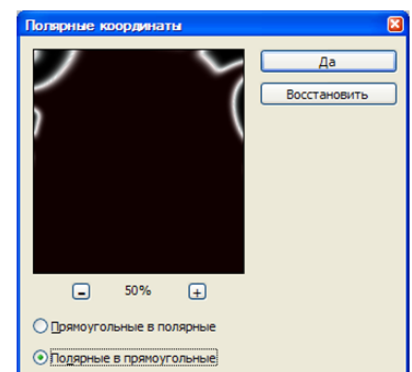 Полярные координаты
Да
Восстановить
50%
Прямоугольные в полярные
Полярные в прямоугольные